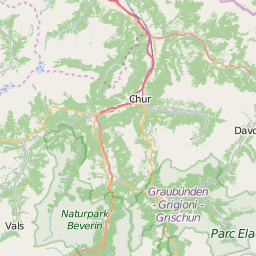 Chur
Davo
Graubünden
- Grigioni -
Grischun
Naturpark
Beverin
Vals
Parc Ela